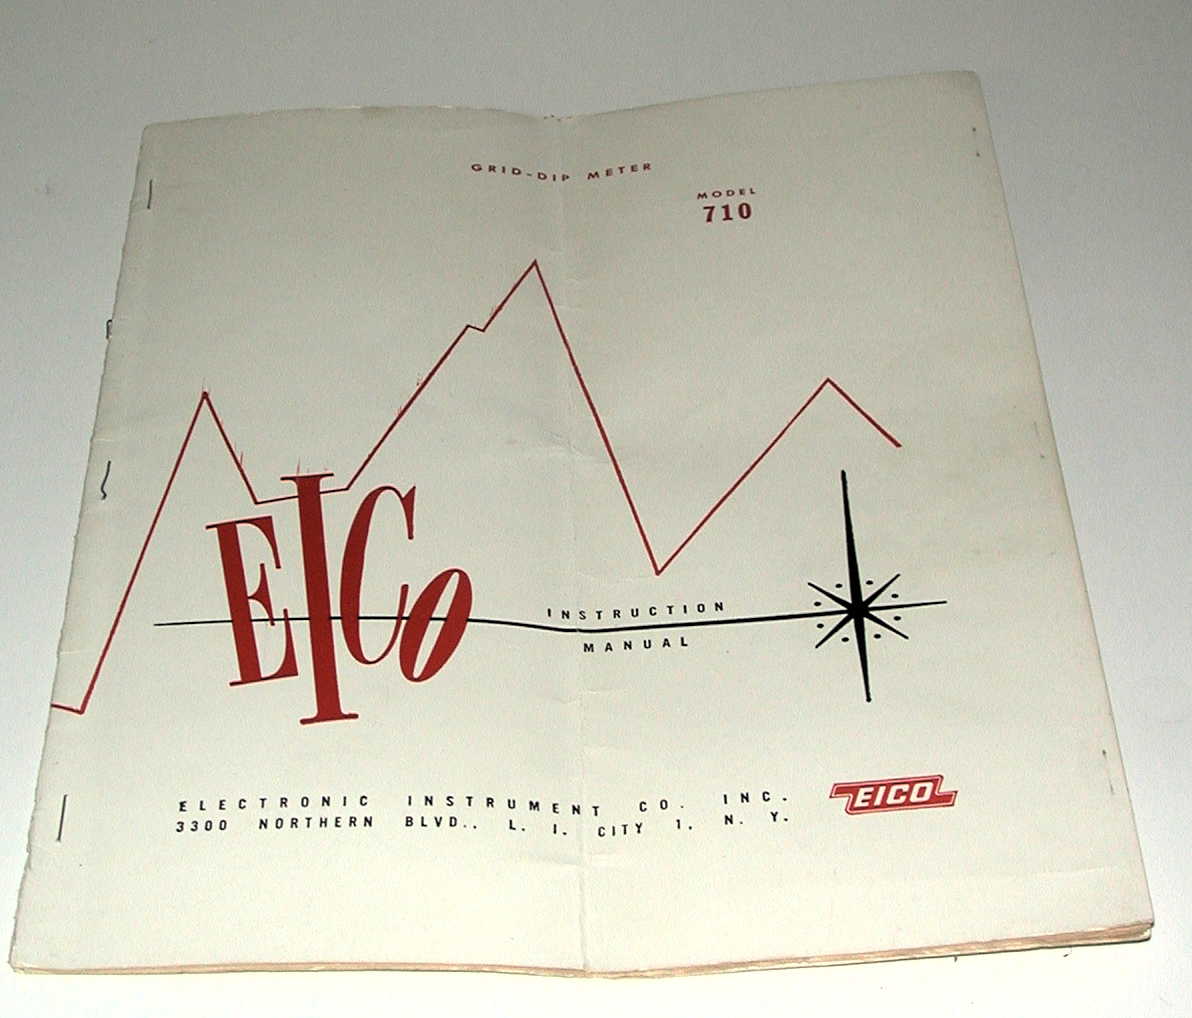 GRID-DIP METER
MODEL
710
EICO
INSTRUCTION
MANUAL
ELECTRONIC INSTRUMENT CO. INC.
3300 NORTHERN BLVD., L. I. CITY 1, N. Y.
EICO